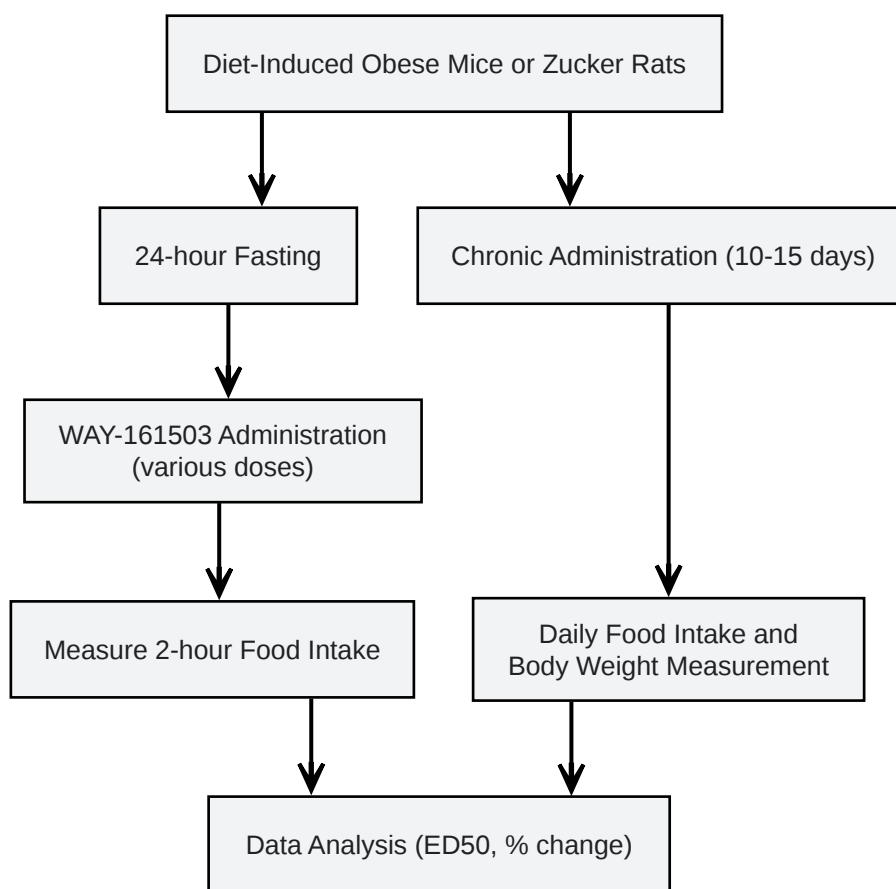 Diet-Induced Obese Mice or Zucker Rats
24-hour Fasting
Chronic Administration (10-15 days)
WAY-161503 Administration
(various doses)
Measure 2-hour Food Intake
Daily Food Intake and
Body Weight Measurement
Data Analysis (ED50, % change)